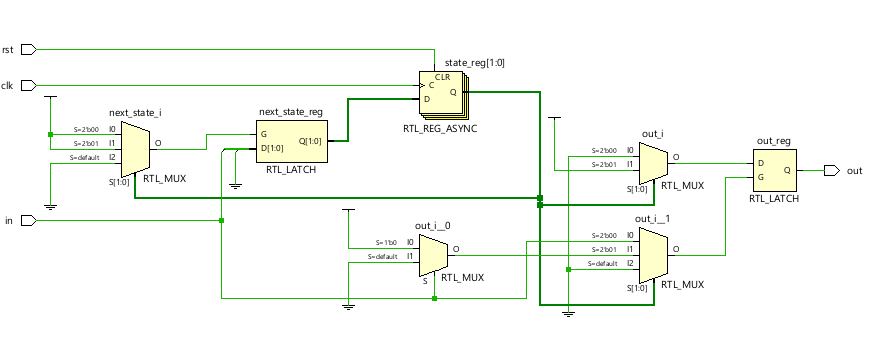 rst
state_reg[1:0]
CLR
clk
C
Q
D
RTL_REG_ASYNC
next_state_i
S=2'b00 I0
S=2'b01 I1 O
S=default I2
S[1:0] RTL_MUX
next_state_reg
G
D[1:0] Q[1:0]
RTL_LATCH
out_i
S=2'b00 I0
S=2'b01 I1 O
S[1:0] RTL_MUX
out_reg
D Q
G
RTL_LATCH
out
in
out_i__0
S=1'b0 I0
S=default I1 O
S RTL_MUX
out_i__1
S=2'b00 I0
S=2'b01 I1 O
S=default I2
S[1:0] RTL_MUX